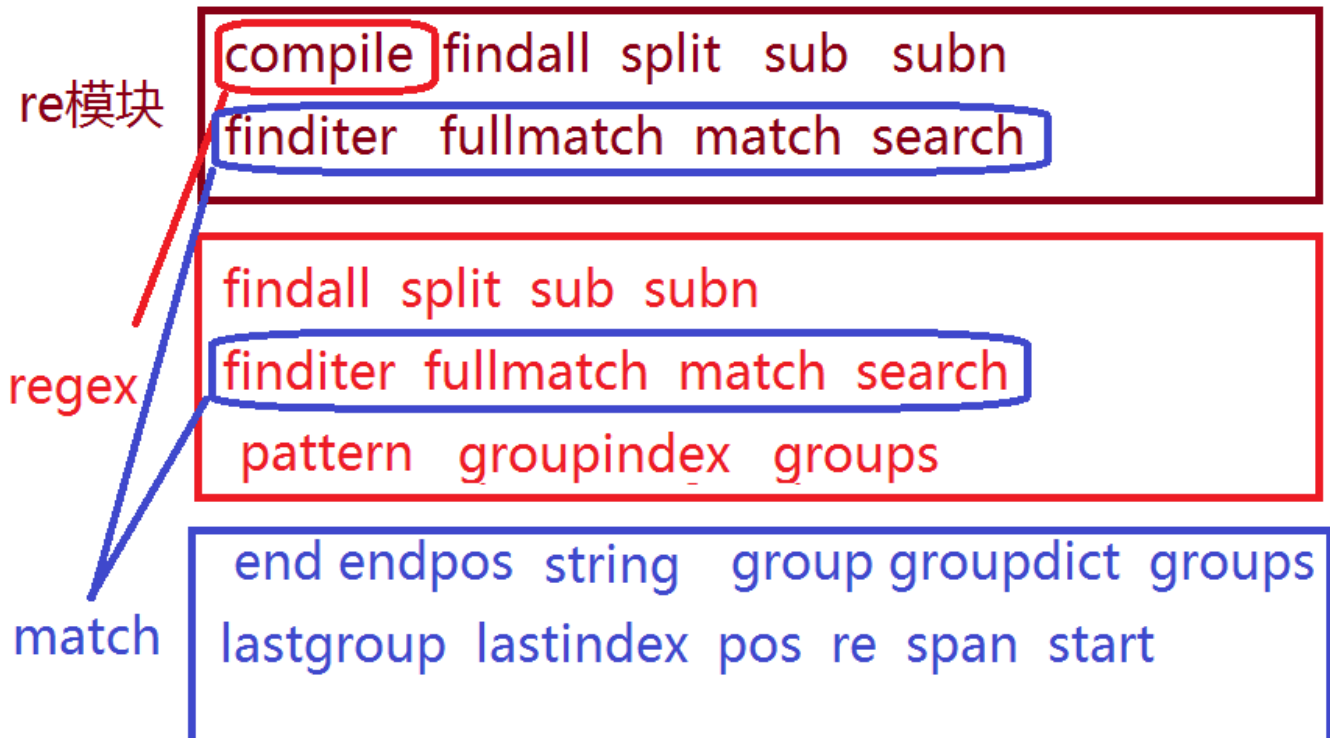 compile findall split sub subn
re模块
finditer fullmatch match search
findall split sub subn
finditer fullmatch match search
regex
pattern groupindex groups
end endpos string group groupdict groups
match
lastgroup lastindex pos re span start